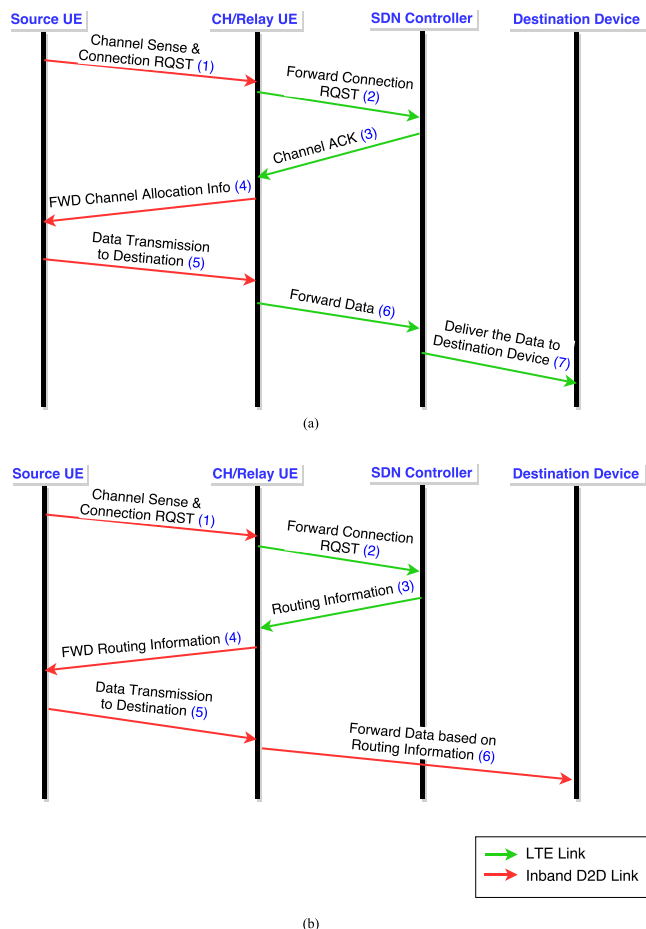 Source UE
CH/Relay UE
SDN Controller
Destination Device
Channel Sense &
Connection RQST (1)
Forward Connection
RQST (2)
Channel ACK (3)
FWD Channel Allocation Info (4)
Data Transmission
to Destination (5)
Forward Data (6)
Deliver the Data to
Destination Device (7)
(a)
Source UE
CH/Relay UE
SDN Controller
Destination Device
Channel Sense &
Connection RQST (1)
Forward Connection
RQST (2)
Routing Information (3)
FWD Routing Information (4)
Data Transmission
to Destination (5)
Forward Data based on
Routing Information (6)
LTE Link
Inband D2D Link
(b)